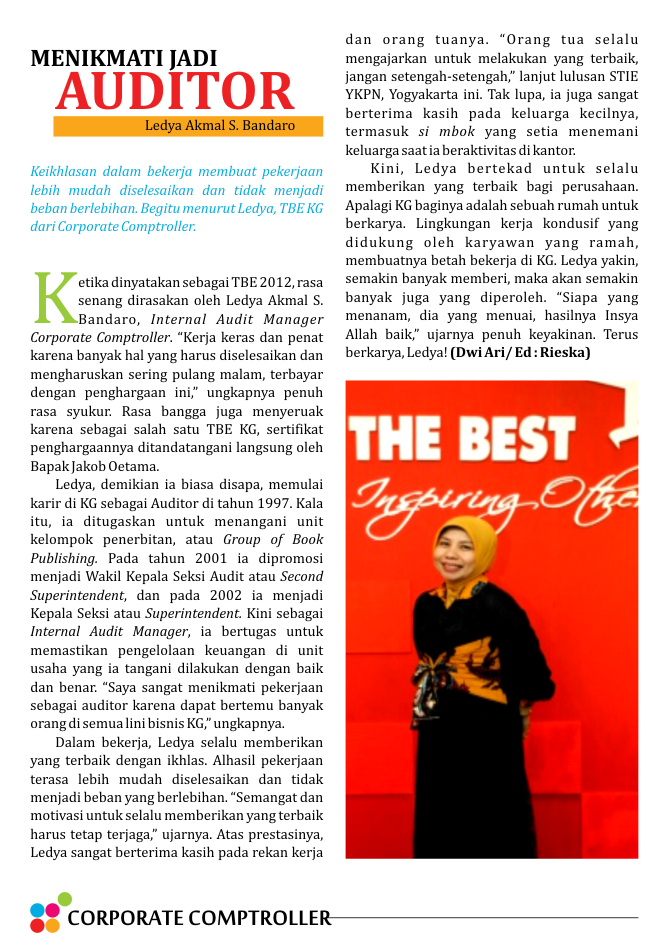 MENIKMATI JADI
AUDITOR
Ledya Akmal S. Bandaro
Keikhlasan dalam bekerja membuat pekerjaan
lebih mudah diselesaikan dan tidak menjadi
beban berlebihan. Begitu menurut Ledya, TBE KG
dari Corporate Comptroller.
Ketika dinyatakan sebagai TBE 2012, rasa
senang dirasakan oleh Ledya Akmal S.
Bandaro, Internal Audit Manager
Corporate Comptroller. “Kerja keras dan penat
karena banyak hal yang harus diselesaikan dan
mengharuskan sering pulang malam, terbayar
dengan penghargaan ini,” ungkapnya penuh
rasa syukur. Rasa bangga juga menyeruak
karena sebagai salah satu TBE KG, sertifikat
penghargaannya ditandatangani langsung oleh
Bapak Jakob Oetama.
Ledya, demikian ia biasa disapa, memulai
karir di KG sebagai Auditor di tahun 1997. Kala
itu, ia ditugaskan untuk menangani unit
kelompok penerbitan, atau Group of Book
Publishing. Pada tahun 2001 ia dipromosi
menjadi Wakil Kepala Seksi Audit atau Second
Superintendent, dan pada 2002 ia menjadi
Kepala Seksi atau Superintendent. Kini sebagai
Internal Audit Manager, ia bertugas untuk
memastikan pengelolaan keuangan di unit
usaha yang ia tangani dilakukan dengan baik
dan benar. “Saya sangat menikmati pekerjaan
sebagai auditor karena dapat bertemu banyak
orang di semua lini bisnis KG,” ungkapnya.
Dalam bekerja, Ledya selalu memberikan
yang terbaik dengan ikhlas. Alhasil pekerjaan
terasa lebih mudah diselesaikan dan tidak
menjadi beban yang berlebihan. “Semangat dan
motivasi untuk selalu memberikan yang terbaik
harus tetap terjaga,” ujarnya. Atas prestasinya,
Ledya sangat berterima kasih pada rekan kerja
dan orang tuanya. “Orang tua selalu
mengajarkan untuk melakukan yang terbaik,
jangan setengah-setengah,” lanjut lulusan STIE
YKPN, Yogyakarta ini. Tak lupa, ia juga sangat
berterima kasih pada keluarga kecilnya,
termasuk si mbok yang setia menemani
keluarga saat ia beraktivitas di kantor.
Kini, Ledya bertekad untuk selalu
memberikan yang terbaik bagi perusahaan.
Apalagi KG baginya adalah sebuah rumah untuk
berkarya. Lingkungan kerja kondusif yang
didukung oleh karyawan yang ramah,
membuatnya betah bekerja di KG. Ledya yakin,
semakin banyak memberi, maka akan semakin
banyak juga yang diperoleh. “Siapa yang
menanam, dia yang menuai, hasilnya Insya
Allah baik,” ujarnya penuh keyakinan. Terus
berkarya, Ledya! (Dwi Ari/ Ed : Rieska)
THE BEST
Inspiring Othe
CORPORATE COMPTROLLER